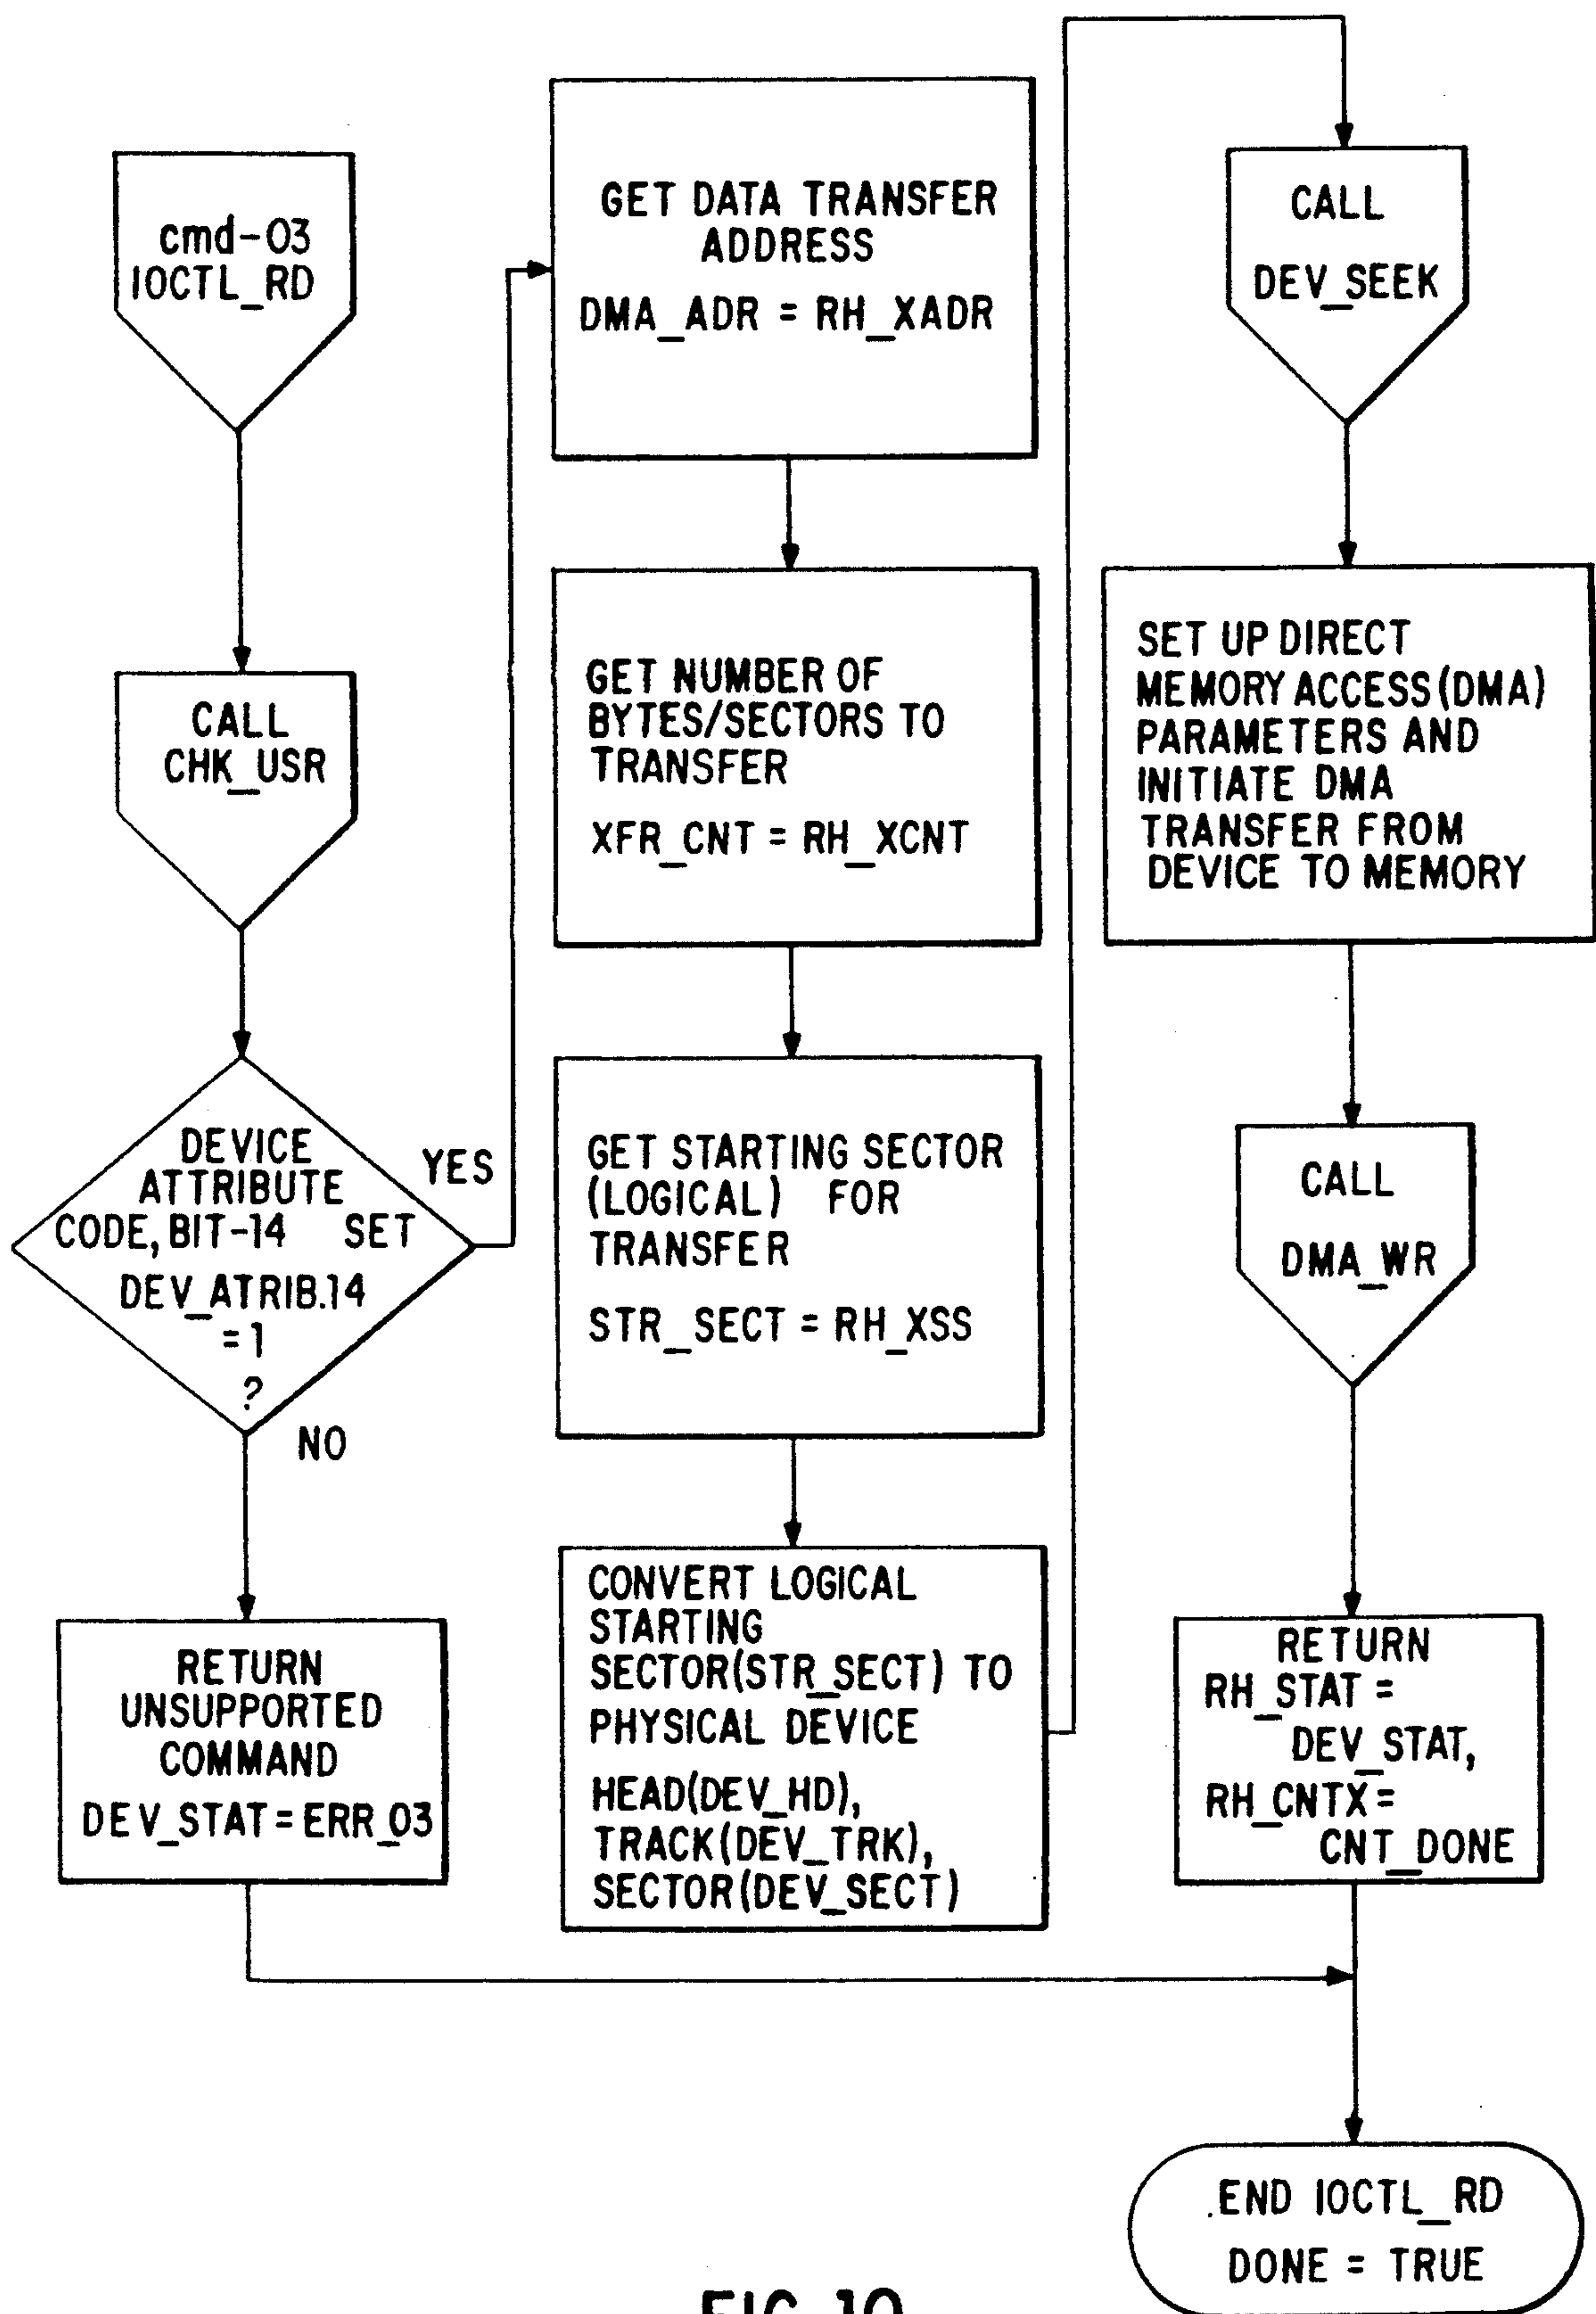 cmd-03
IOCTL_RD
CALL
CHK_USR
DEVICE
ATTRIBUTE
CODE, BIT-14 SET
DEV_ATRIB.14
=1
?
YES
NO
RETURN
UNSUPPORTED
COMMAND
DEV_STAT=ERR_03
GET DATA TRANSFER
ADDRESS
DMA_ADR = RH_XADR
GET NUMBER OF
BYTES/SECTORS TO
TRANSFER
XFR_CNT = RH_XCNT
GET STARTING SECTOR
(LOGICAL) FOR
TRANSFER
STR_SECT = RH_XSS
CONVERT LOGICAL
STARTING
SECTOR(STR_SECT) TO
PHYSICAL DEVICE
HEAD(DEV_HD),
TRACK(DEV_TRK),
SECTOR(DEV_SECT)
CALL
DEV_SEEK
SET UP DIRECT
MEMORY ACCESS(DMA)
PARAMETERS AND
INITIATE DMA
TRANSFER FROM
DEVICE TO MEMORY
CALL
DMA_WR
RETURN
RH_STAT =
DEV_STAT,
RH_CNTX=
CNT_DONE
END IOCTL_RD
DONE = TRUE
FIG. 10